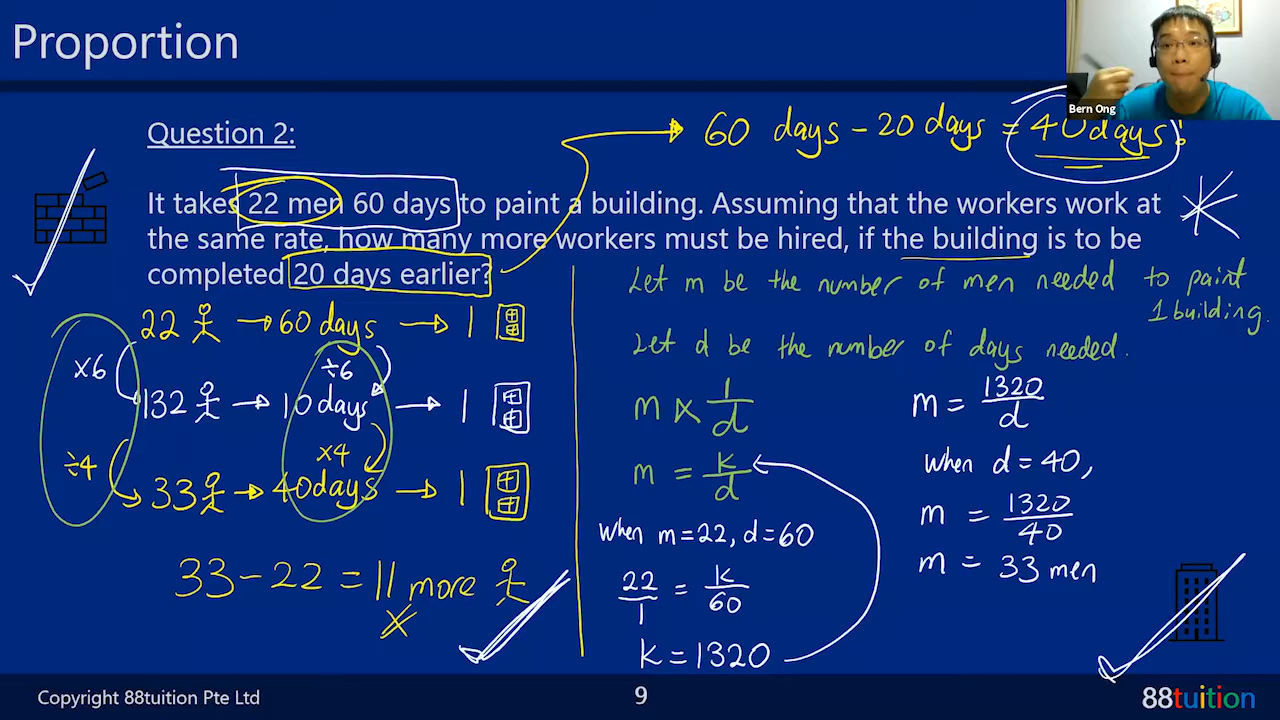 Proportion
Bern Ong
60 days - 20 days = 40 days!
Question 2:
It takes 22 men 60 days to paint a building. Assuming that the workers work at
the same rate, how many more workers must be hired, if the building is to be
completed 20 days earlier?
22 → 60 days → 1
×6 ÷6
132 → 10 days → 1
÷4 ×4
33 → 40days → 1
33 - 22 = 11 more
Let m be the number of men needed to paint
1 building.
Let d be the number of days needed.
m ∝ 1/d
m = k/d
When m=22, d=60
22/1 = k/60
k = 1320
m = 1320/d
When d=40,
m = 1320/40
m = 33 men
Copyright 88tuition Pte Ltd
9
88tuition